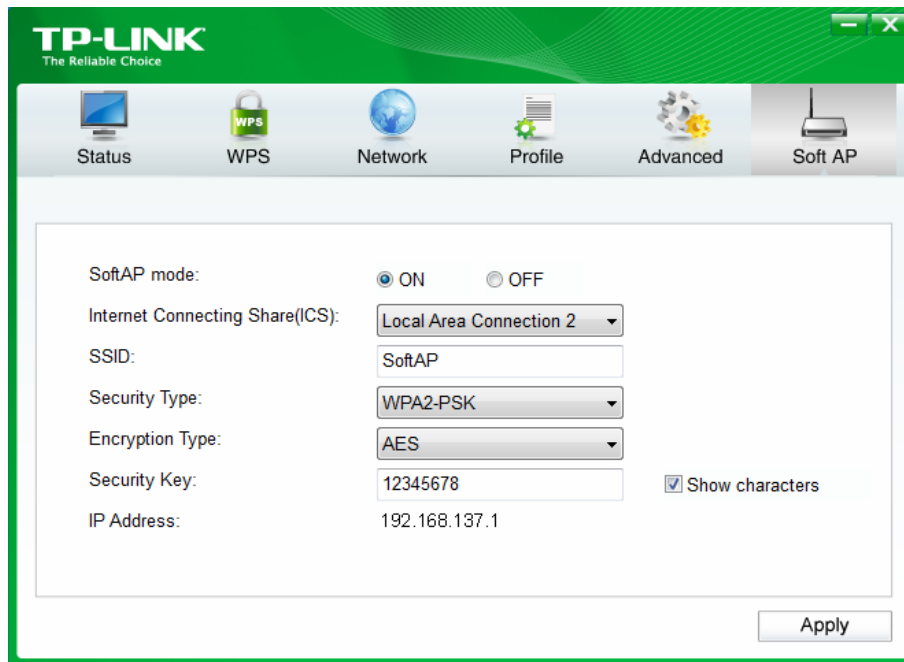 TP-LINK
The Reliable Choice
WPS
Status WPS Network Profile Advanced Soft AP
SoftAP mode: ON OFF
Internet Connecting Share(ICS): Local Area Connection 2
SSID: SoftAP
Security Type: WPA2-PSK
Encryption Type: AES
Security Key: 12345678 Show characters
IP Address: 192.168.137.1
Apply